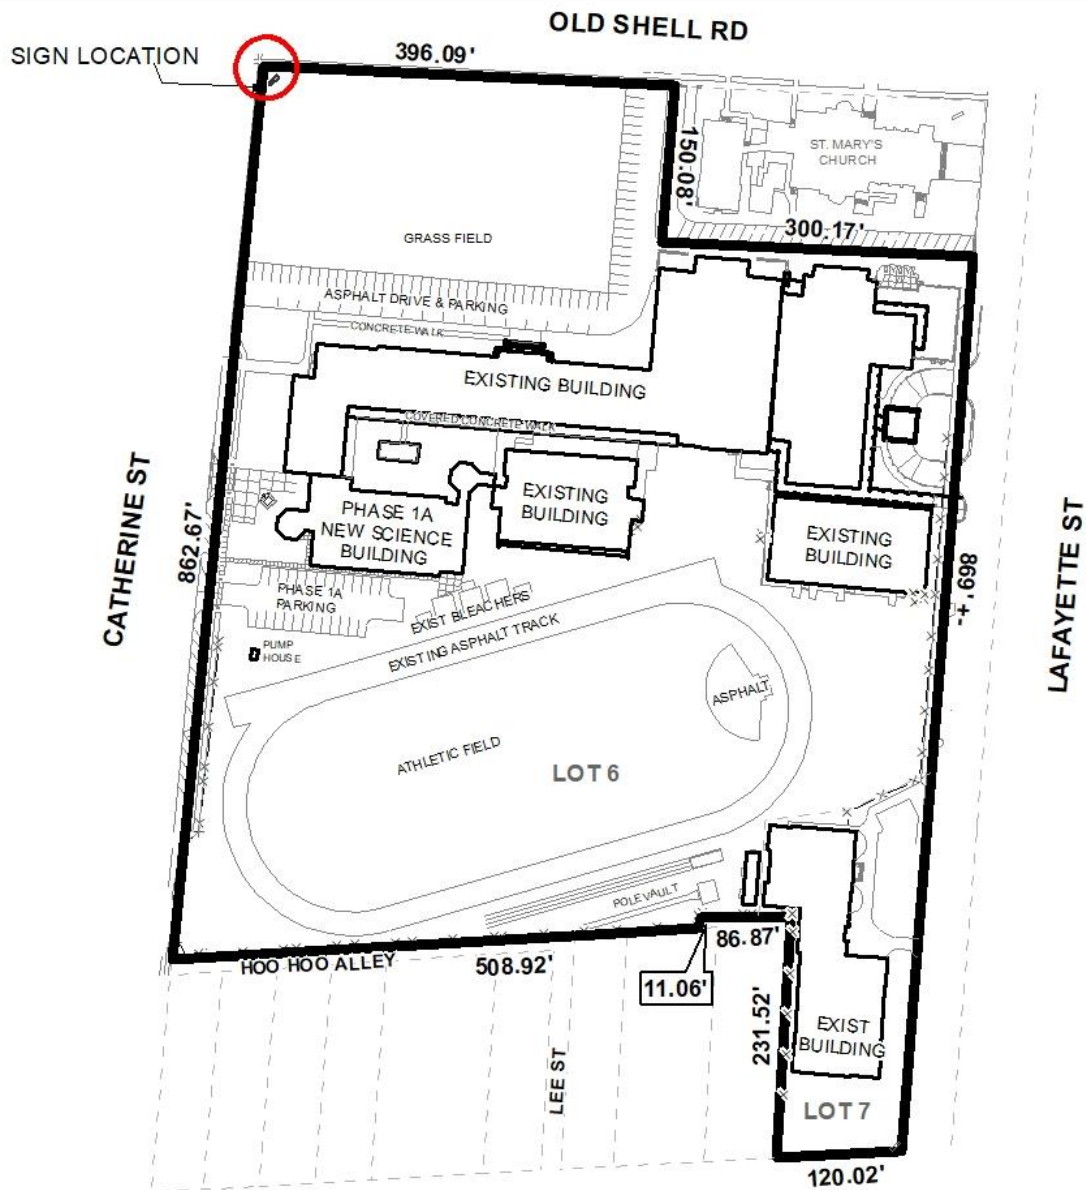 OLD SHELL RD
SIGN LOCATION
396.09'
ST. MARY'S
CHURCH
150.08'
300.17'
GRASS FIELD
ASPHALT DRIVE & PARKING
CONCRETE WALK
EXISTING BUILDING
COVERED CONCRETE WALK
CATHERINE ST
862.67'
PHASE 1A
NEW SCIENCE
BUILDING
EXISTING
BUILDING
EXISTING
BUILDING
869' +-
LAFAYETTE ST
PHASE 1A
PARKING
EXIST BLEACHERS
EXISTING ASPHALT TRACK
PUMP
HOUSE
ASPHALT
ATHLETIC FIELD
LOT 6
POLE VAULT
HOO HOO ALLEY
508.92'
86.87'
11.06'
231.52'
EXIST
BUILDING
LEE ST
LOT 7
120.02'